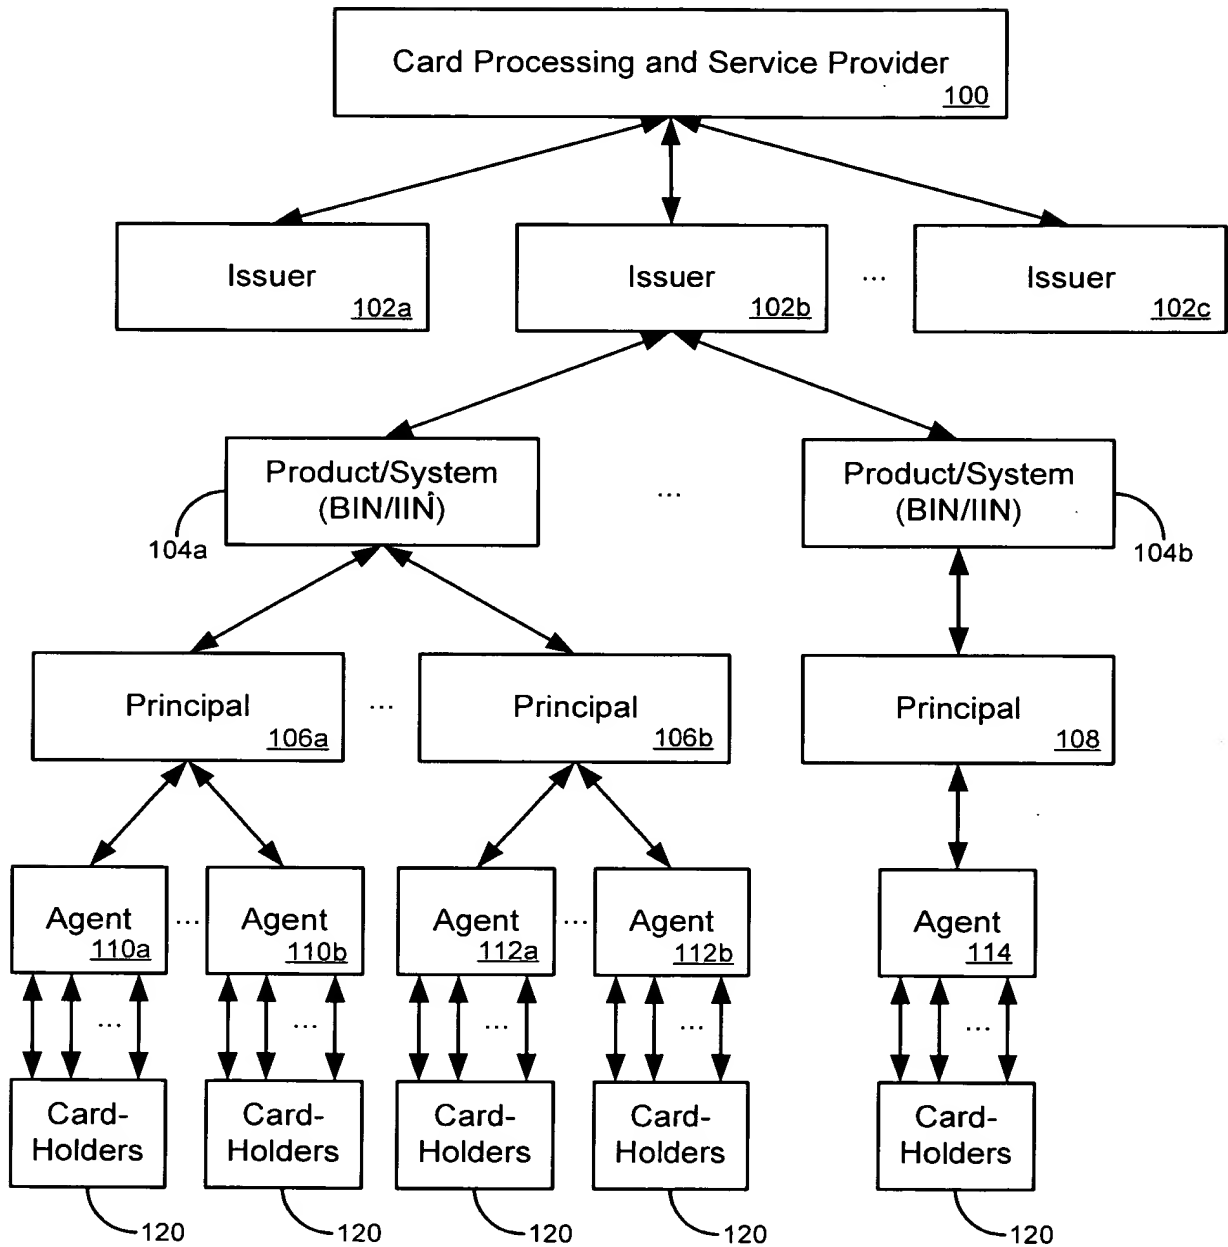 Card Processing and Service Provider
100
Issuer
102a
Issuer
102b
...
Issuer
102c
Product/System
(BIN/IIN)
104a
...
Product/System
(BIN/IIN)
104b
Principal
106a
...
Principal
106b
Principal
108
Agent
110a
...
Agent
110b
Agent
112a
...
Agent
112b
Agent
114
...
...
...
...
...
Card-
Holders
120
Card-
Holders
120
Card-
Holders
120
Card-
Holders
120
Card-
Holders
120